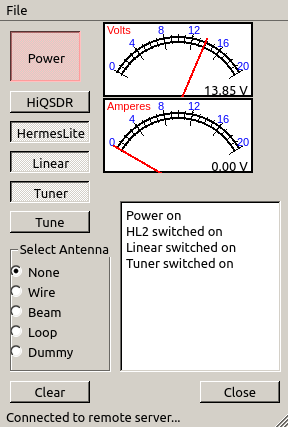 File
Power
HiQSDR
HermesLite
Linear
Tuner
Tune
Volts
0 4 8 12 16 20
13.85 V
Amperes
0 4 8 12 16 20
0.00 V
Power on
HL2 switched on
Linear switched on
Tuner switched on
Select Antenna
None
Wire
Beam
Loop
Dummy
Clear
Close
Connected to remote server...